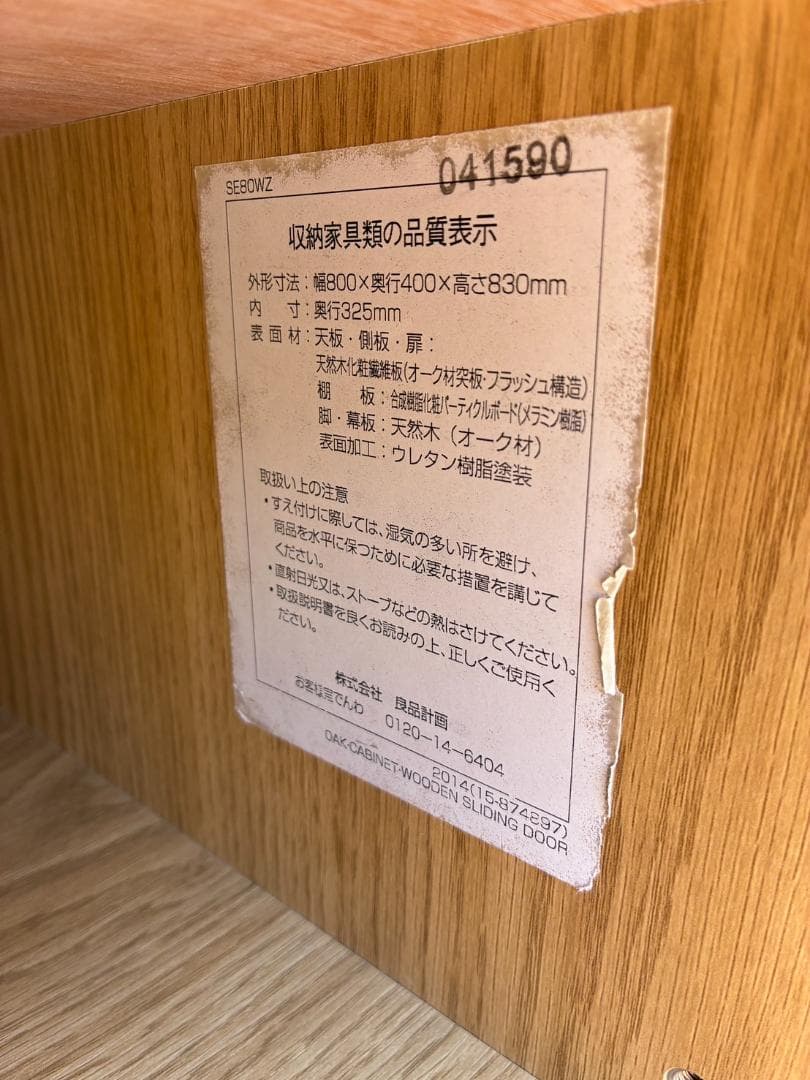 SE80WZ
041590
収納家具類の品質表示
外形寸法：幅800×奥行400×高さ830mm
内　寸：奥行325mm
表面材：天板・側板・扉：
天然木化粧繊維板(オーク材突板・フラッシュ構造)
棚　板：合成樹脂化粧パーティクルボード(メラミン樹脂)
脚・幕板：天然木（オーク材）
表面加工：ウレタン樹脂塗装
取扱い上の注意
・すえ付けに際しては、湿気の多い所を避け、
商品を水平に保つために必要な措置を講じて
ください。
・直射日光又は、ストーブなどの熱はさけてください。
・取扱説明書を良くお読みの上、正しくご使用く
ださい。
株式会社　良品計画
お客様室でんわ　0120-14-6404
2014(15-874897)
OAK・CABINET・WOODEN SLIDING DOOR